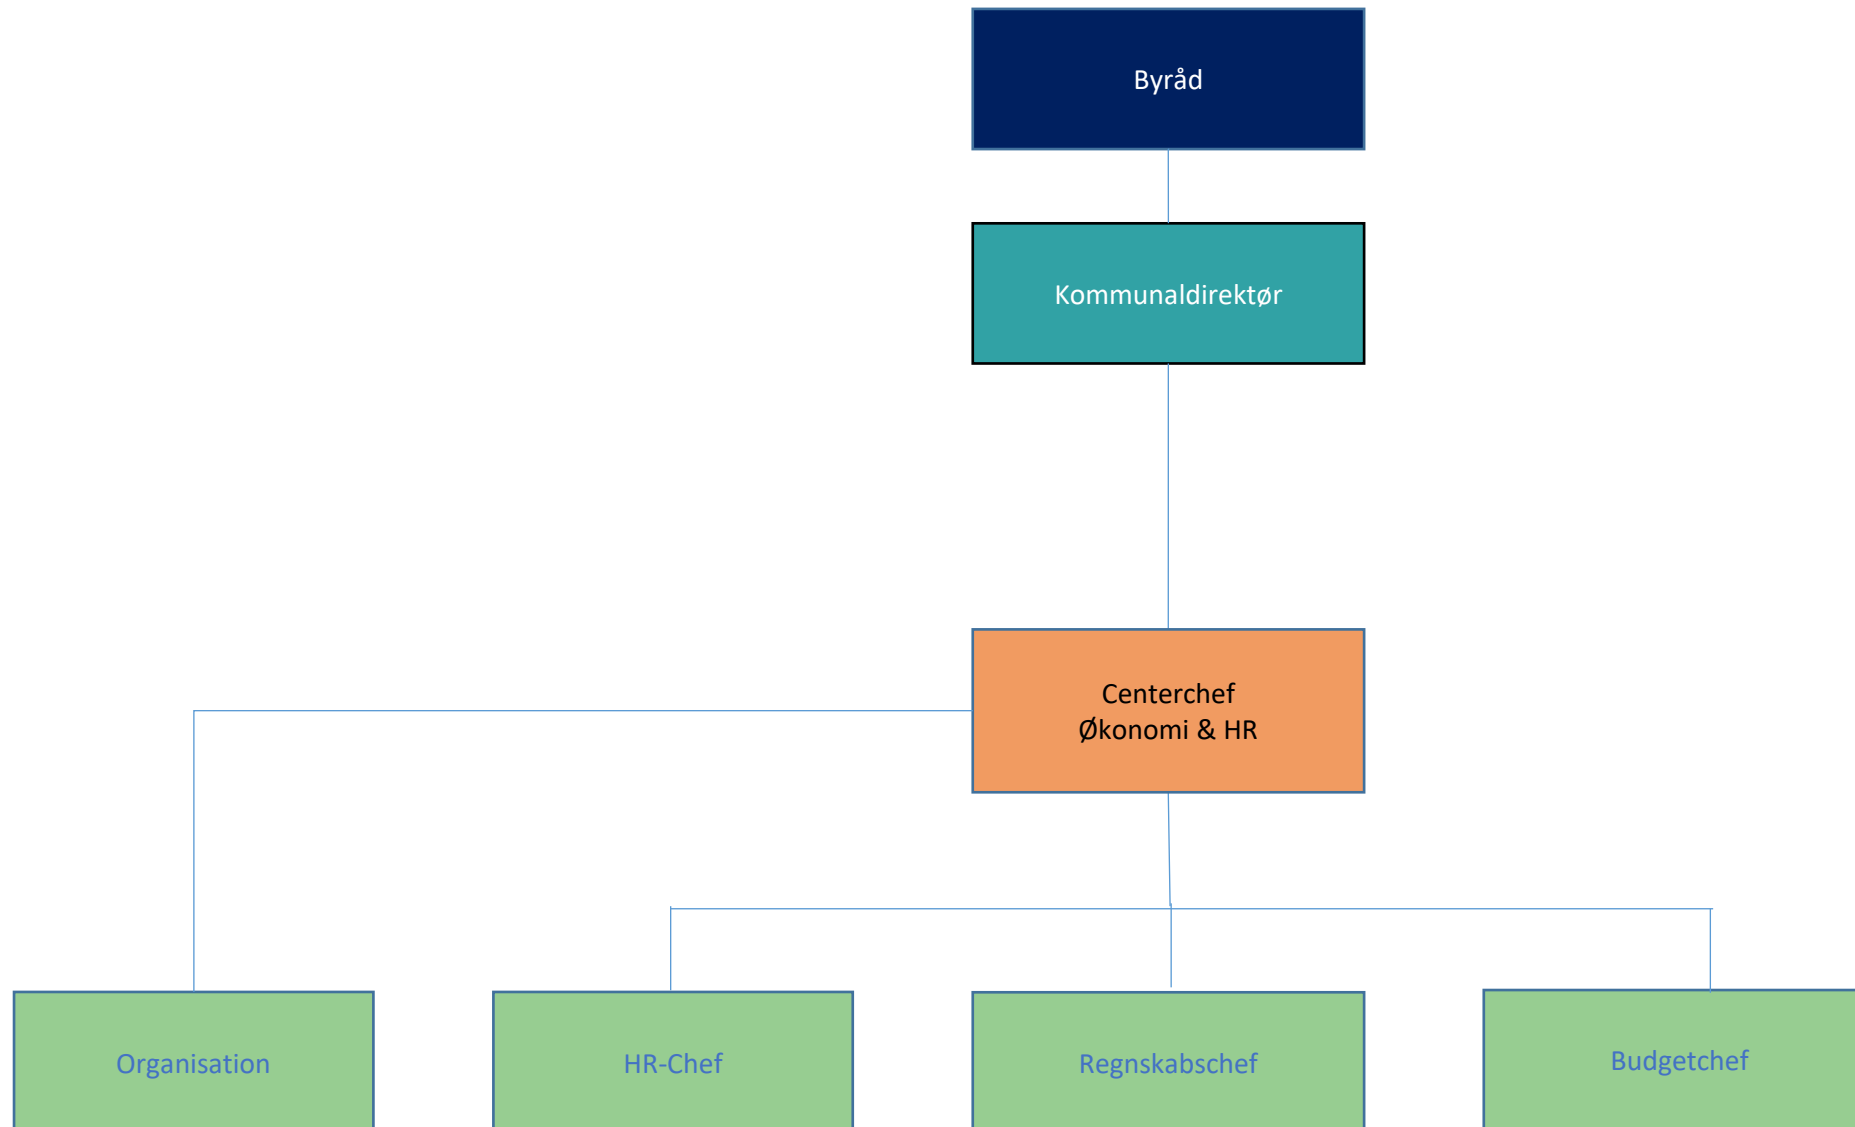 Byråd
Kommunaldirektør
Centerchef
Økonomi & HR
Organisation
HR-Chef
Regnskabschef
Budgetchef